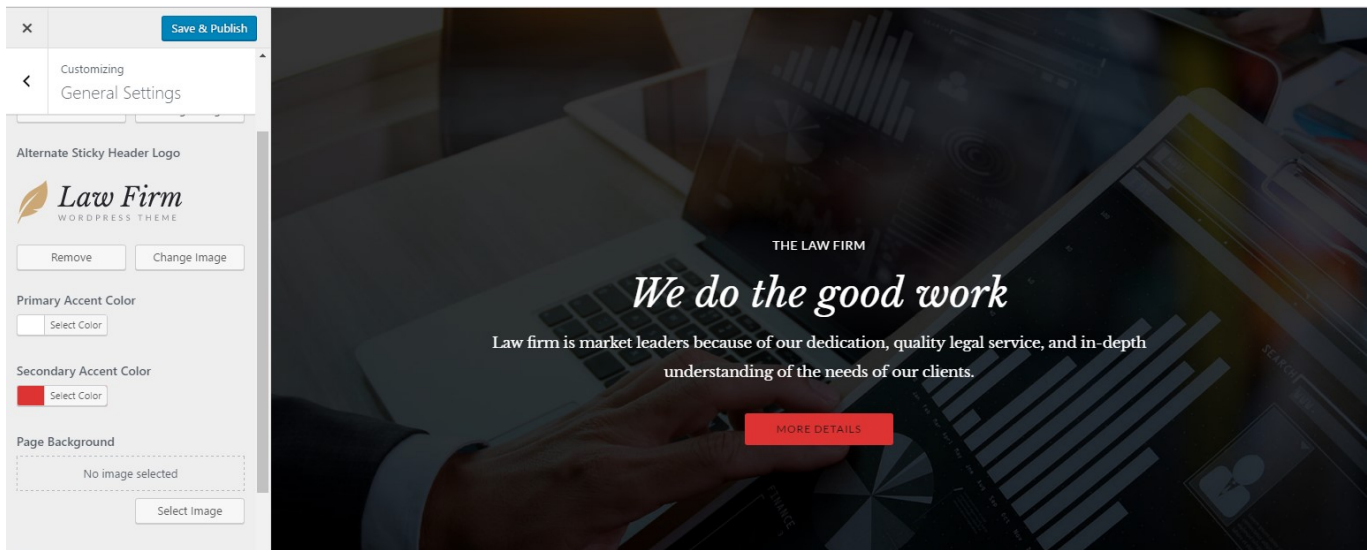 Save & Publish
Customizing
General Settings
Alternate Sticky Header Logo
Law Firm
WORDPRESS THEME
Remove
Change Image
Primary Accent Color
Select Color
Secondary Accent Color
Select Color
Page Background
No image selected
Select Image
THE LAW FIRM
We do the good work
Law firm is market leaders because of our dedication, quality legal service, and in-depth
understanding of the needs of our clients.
MORE DETAILS
SEARCH
FINANCE